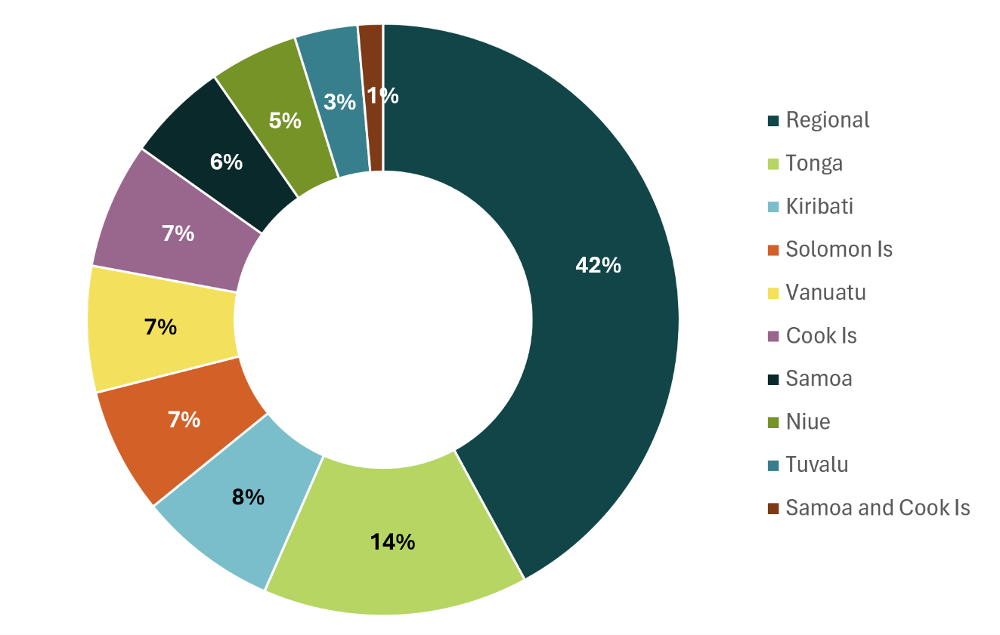 42%
14%
8%
7%
7%
7%
6%
5%
3%
1%
Regional
Tonga
Kiribati
Solomon Is
Vanuatu
Cook Is
Samoa
Niue
Tuvalu
Samoa and Cook Is